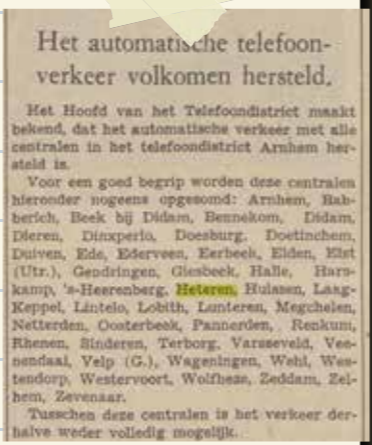 Het automatische telefoon-
verkeer volkomen hersteld.
Het Hoofd van het Telefoondistrict maakt
bekend, dat het automatische verkeer met alle
centralen in het telefoondistrict Arnhem her-
steld is.
Voor een goed begrip worden deze centralen
hieronder nogeens opgesomd: Arnhem, Bab-
berich, Beek bij Didam, Bennekom, Didam,
Dieren, Dinxperlo, Doesburg, Doetinchem,
Duiven, Ede, Ederveen, Eerbeek, Elden, Elst
(Utr.), Gendringen, Giesbeek, Halle, Hars-
kamp, 's-Heerenberg, Heteren, Huissen, Laag-
Keppel, Lintelo, Lobith, Lunteren, Megchelen,
Netterden, Oosterbeek, Pannerden, Renkum,
Rhenen, Sinderen, Terborg, Varsseveld, Vee-
nendaal, Velp (G.), Wageningen, Wehl, Wes-
tendorp, Westervoort, Wolfheze, Zeddam, Zel-
hem, Zevenaar.
Tusschen deze centralen is het verkeer der-
halve weder volledig mogelijk.